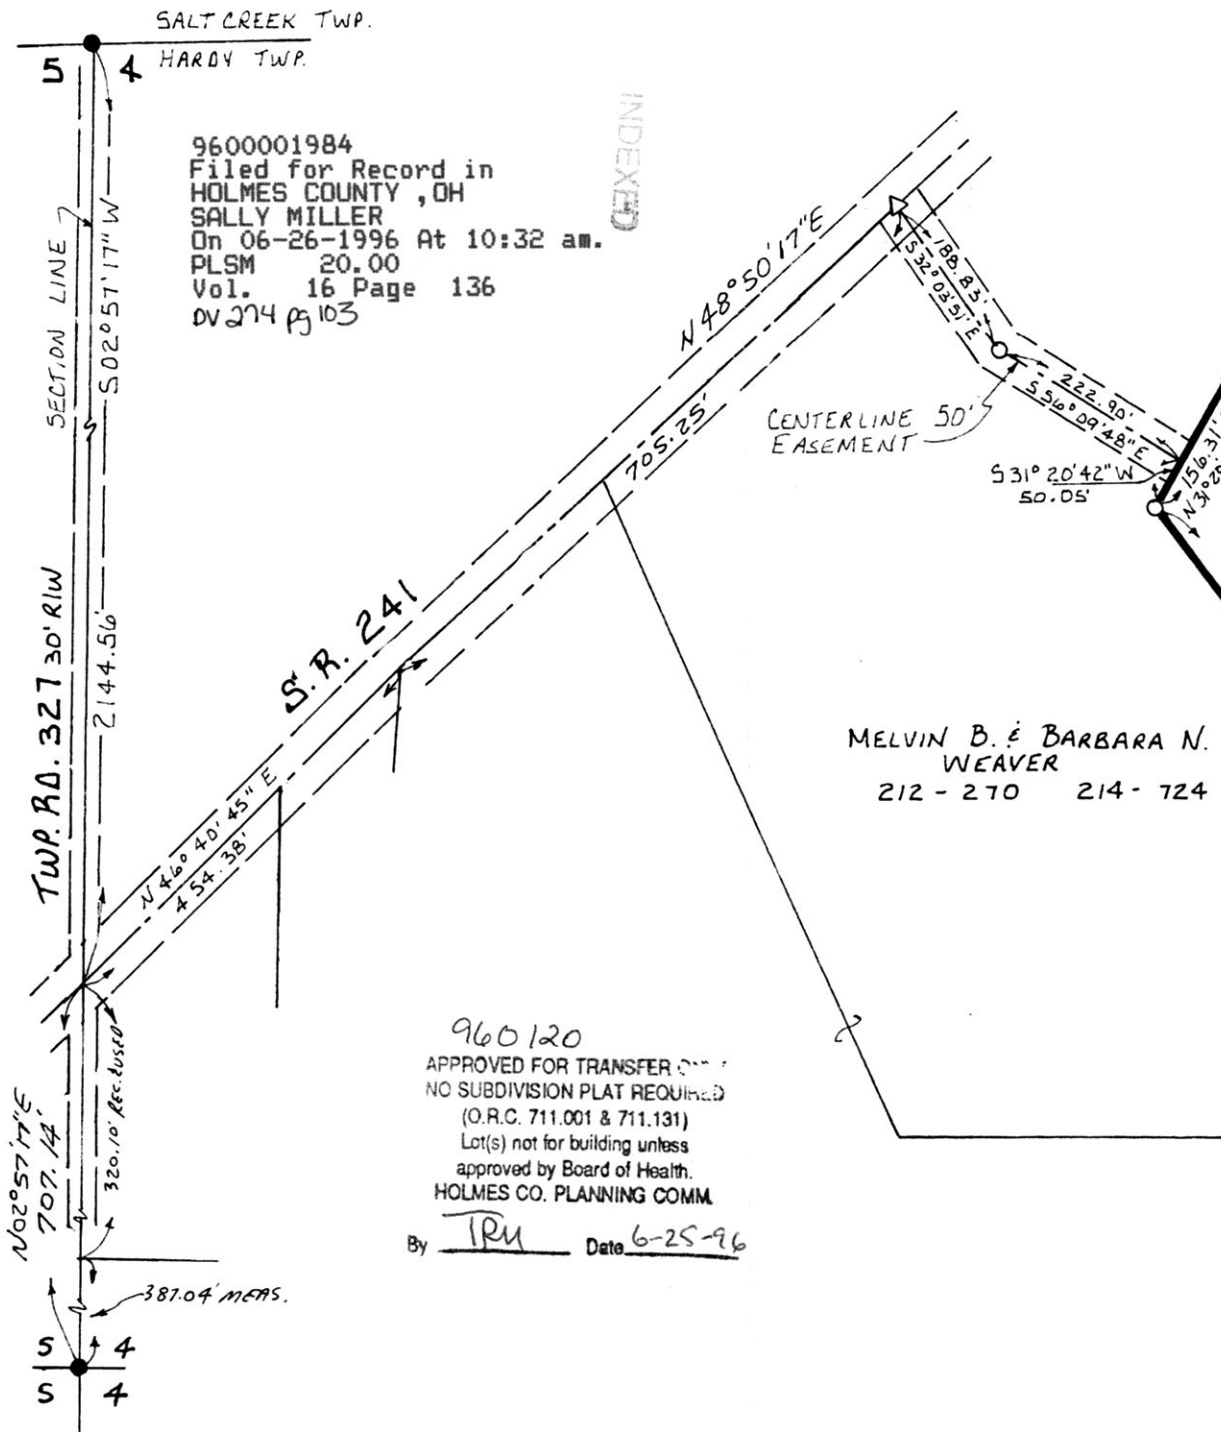 SALT CREEK TWP.
HARDY TWP.
5 4
9600001984
Filed for Record in
HOLMES COUNTY ,OH
SALLY MILLER
On 06-26-1996 At 10:32 am.
PLSM 20.00
Vol. 16 Page 136
DV 274 pg 103
INDEXED
SECTION LINE
S02°57'17"W
2144.56'
TWP. RD. 327 30' R/W
S.R. 241
N 48°50'17"E
705.25'
N 46° 40' 45" E
454.38'
188.83'
S 32°03'51"E
222.90'
S 56°09'48"E
CENTERLINE 50'
EASEMENT
S31° 20'42"W
50.05'
156.31'
MELVIN B. & BARBARA N.
WEAVER
212 - 270 214 - 724
N02°57'17"E
707.14'
320.10' REC. & USED
387.04' MEAS.
960120
APPROVED FOR TRANSFER
NO SUBDIVISION PLAT REQUIRED
(O.R.C. 711.001 & 711.131)
Lot(s) not for building unless
approved by Board of Health.
HOLMES CO. PLANNING COMM.
By Date 6-25-96
5 4
5 4